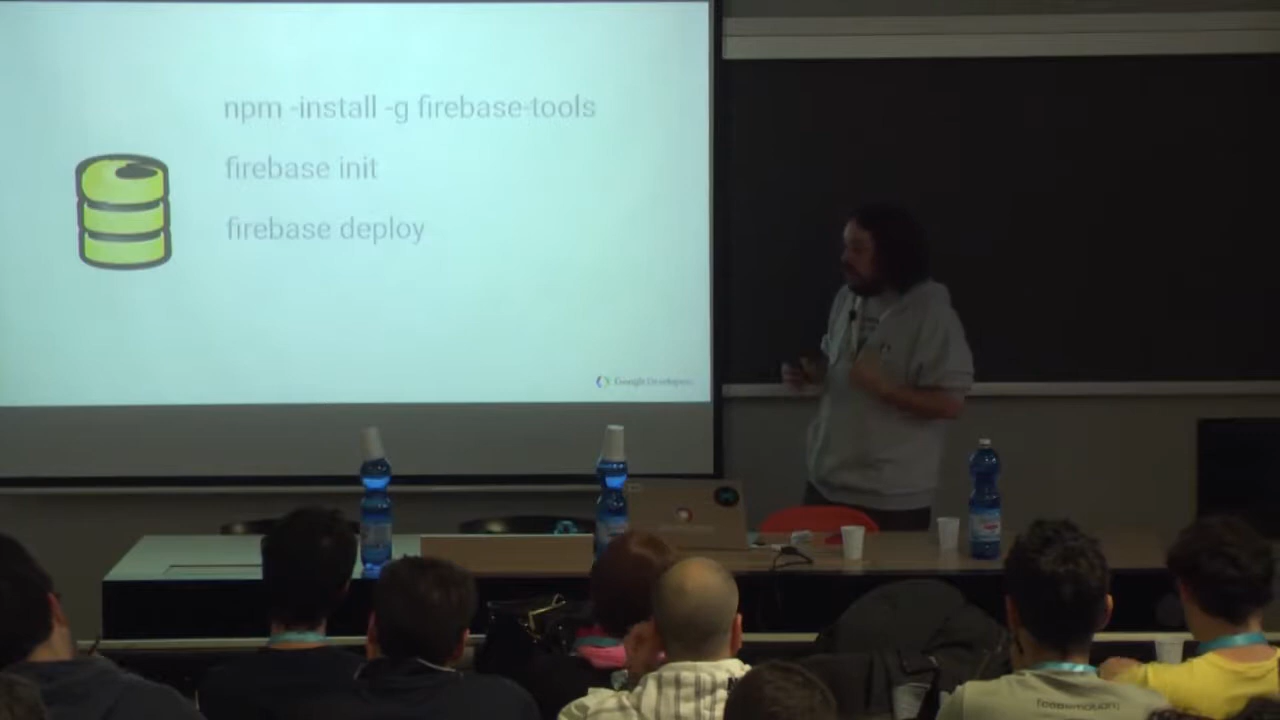 npm -install -g firebase-tools
firebase init
firebase deploy
Google Developers